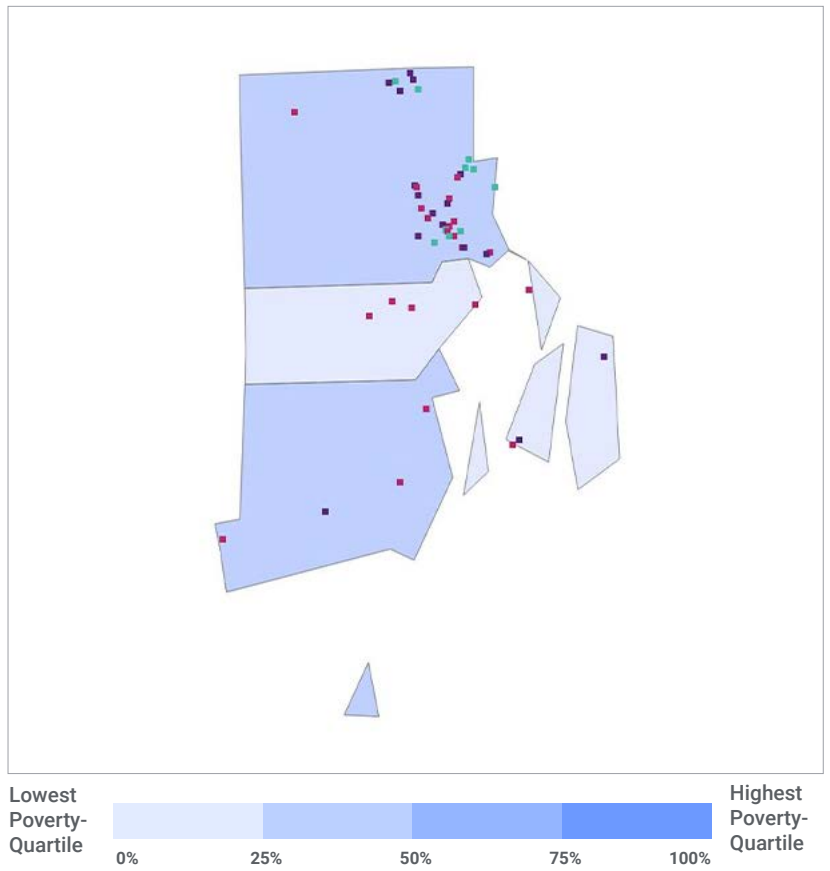 Lowest
Poverty-
Quartile
0%
25%
50%
75%
100%
Highest
Poverty-
Quartile